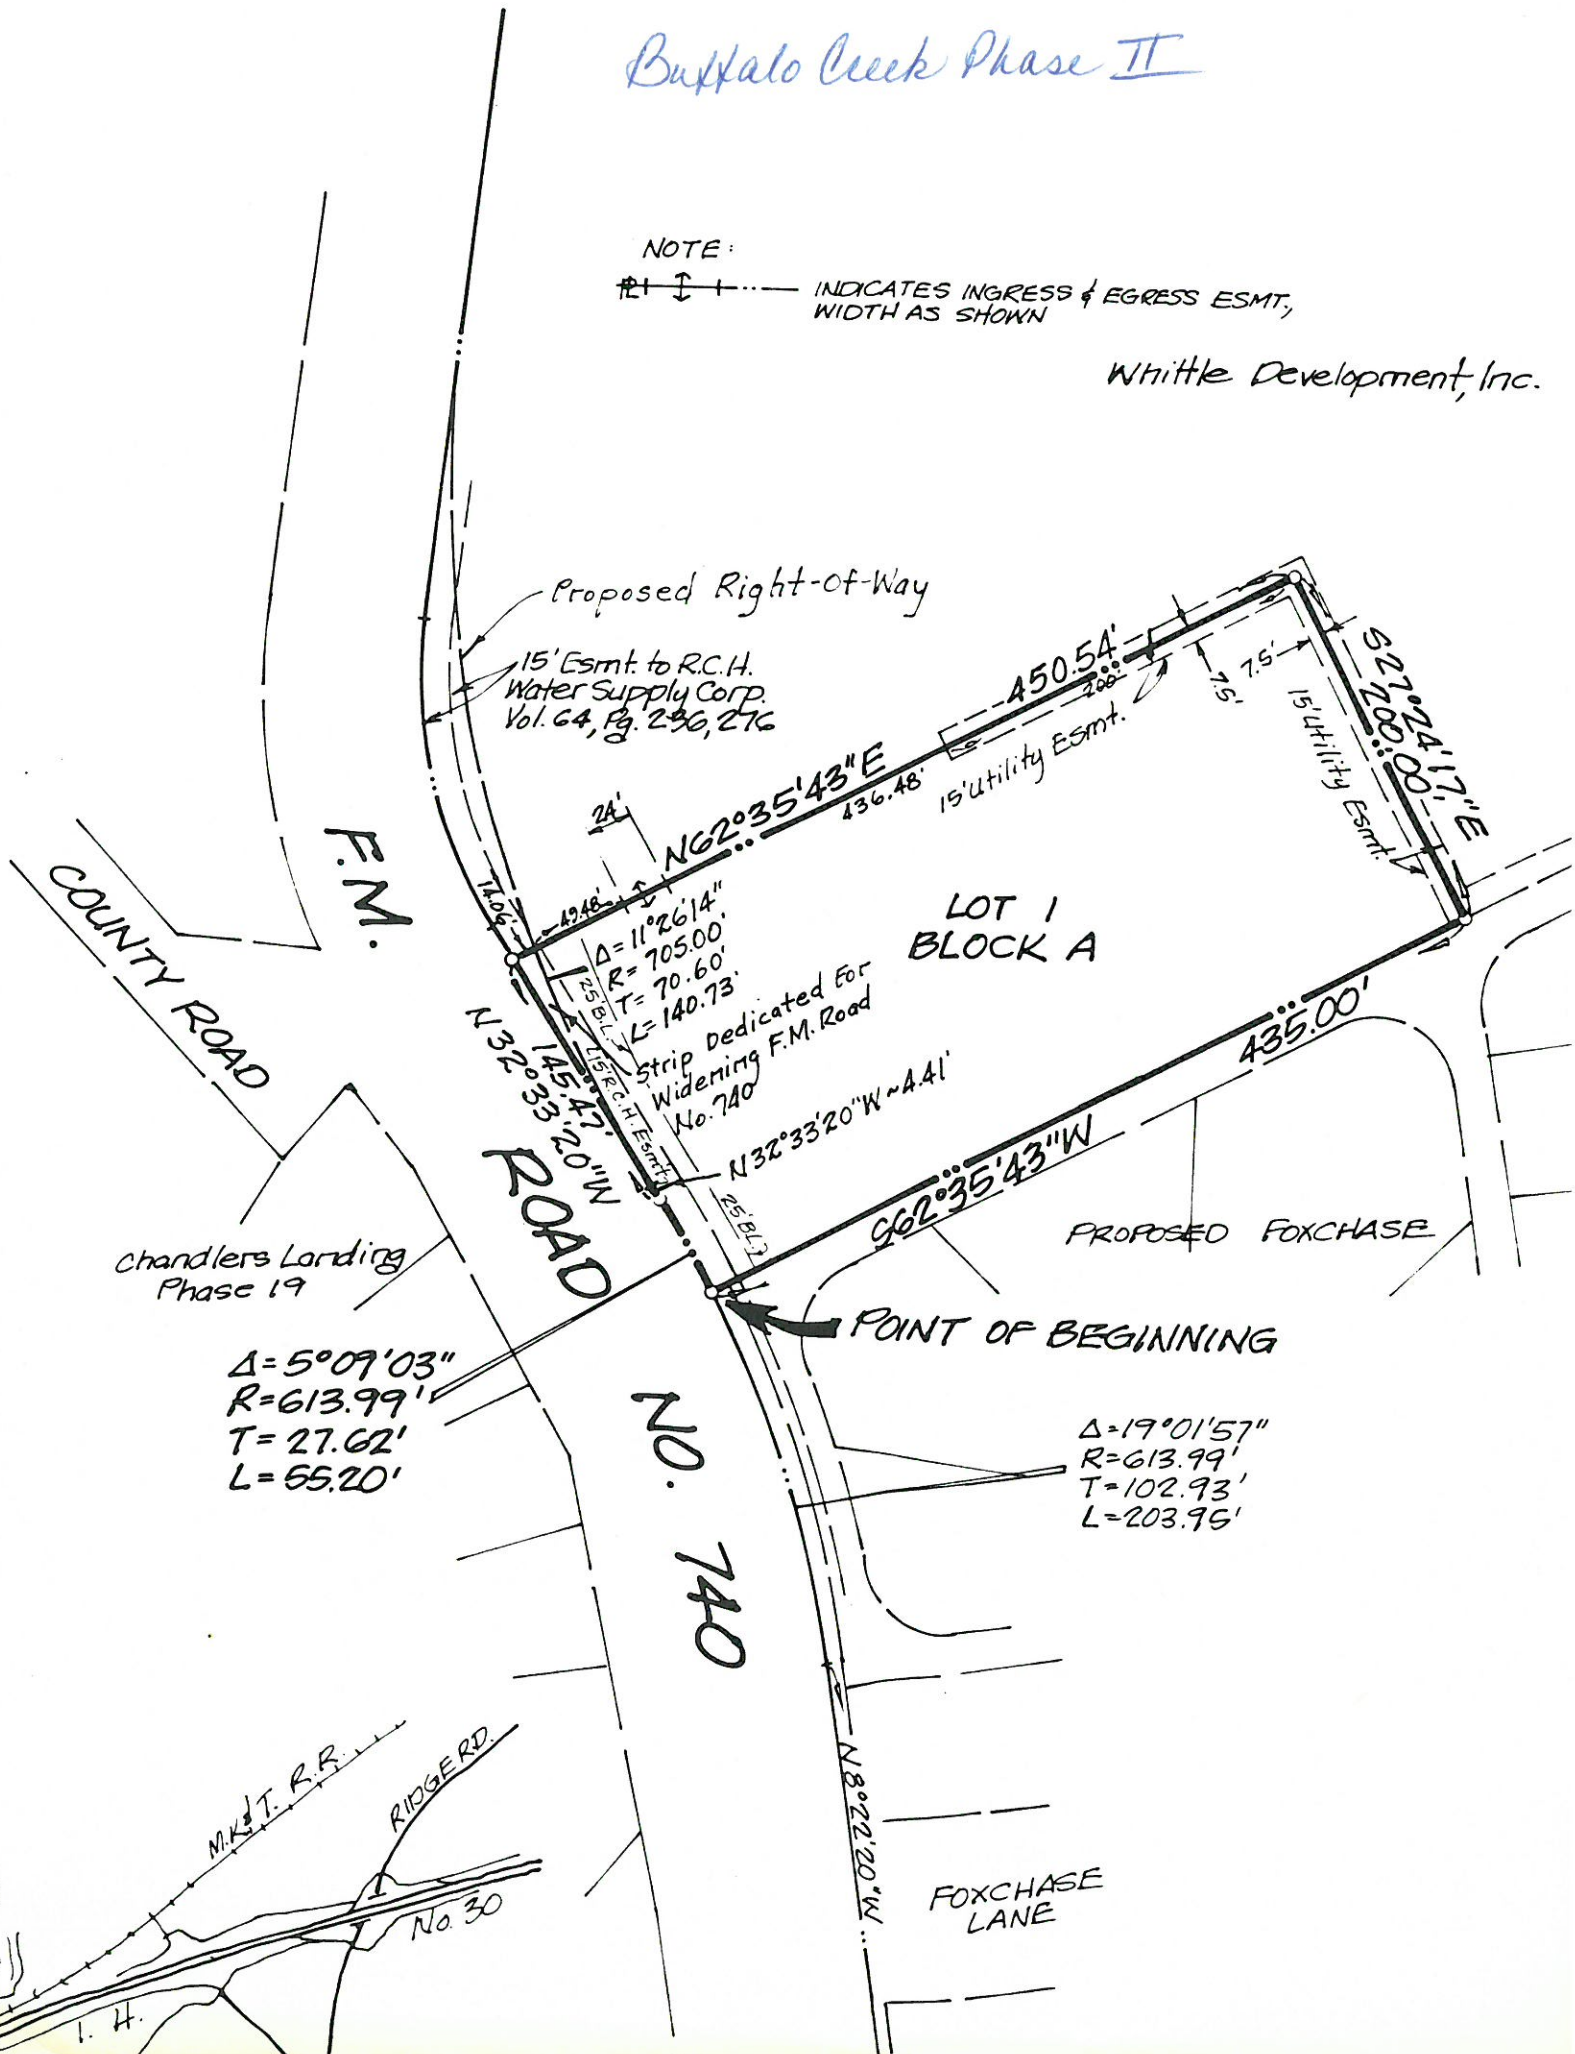 Buffalo Creek Phase II
NOTE:
INDICATES INGRESS & EGRESS ESMT.,
WIDTH AS SHOWN
Whittle Development, Inc.
Proposed Right-Of-Way
15' Esmt. to R.C.H.
Water Supply Corp.
Vol. 64, Pg. 236, 276
450.54'
200'
7.5'
7.5'
S27°24'17"E
200.00'
15' Utility Esmt.
15' Utility Esmt.
N62°35'43"E
436.48'
24'
49.48'
14.06'
F.M.
COUNTY ROAD
LOT 1
BLOCK A
Δ=11°26'14"
R=705.00'
T=70.60'
L=140.73'
25' B.L.
Strip Dedicated For
Widening F.M. Road
No. 740
15' R.C.H. Esmt.
N32°33'20"W
145.47'
N32°33'20"W~4.41'
435.00'
S62°35'43"W
25' B.L.
ROAD
PROPOSED FOXCHASE
Chandlers Landing
Phase 19
POINT OF BEGINNING
Δ=5°09'03"
R=613.99'
T=27.62'
L=55.20'
Δ=19°01'57"
R=613.99'
T=102.93'
L=203.95'
NO. 740
N8°22'20"W
FOXCHASE
LANE
M.K.&T. R.R.
RIDGE RD.
No. 30
I. H.